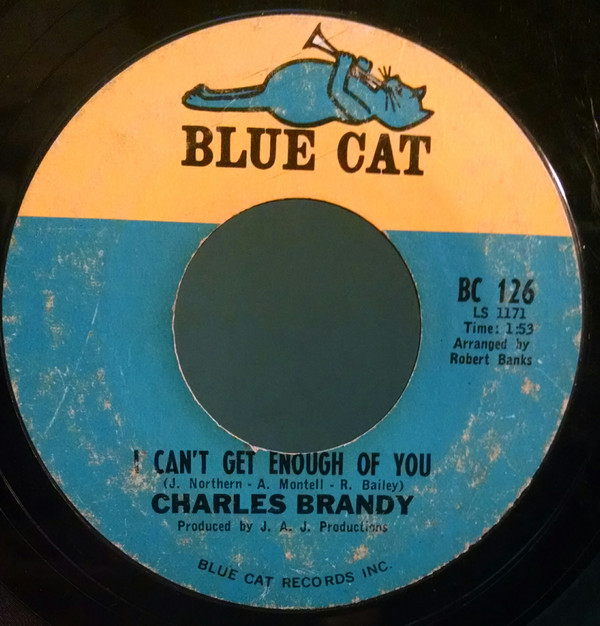 BLUE CAT
BC 126
LS 1171
Time: 1:53
Arranged by
Robert Banks
I CAN'T GET ENOUGH OF YOU
(J. Northern - A. Montell - R. Bailey)
CHARLES BRANDY
Produced by J. A. J. Productions
BLUE CAT RECORDS INC.